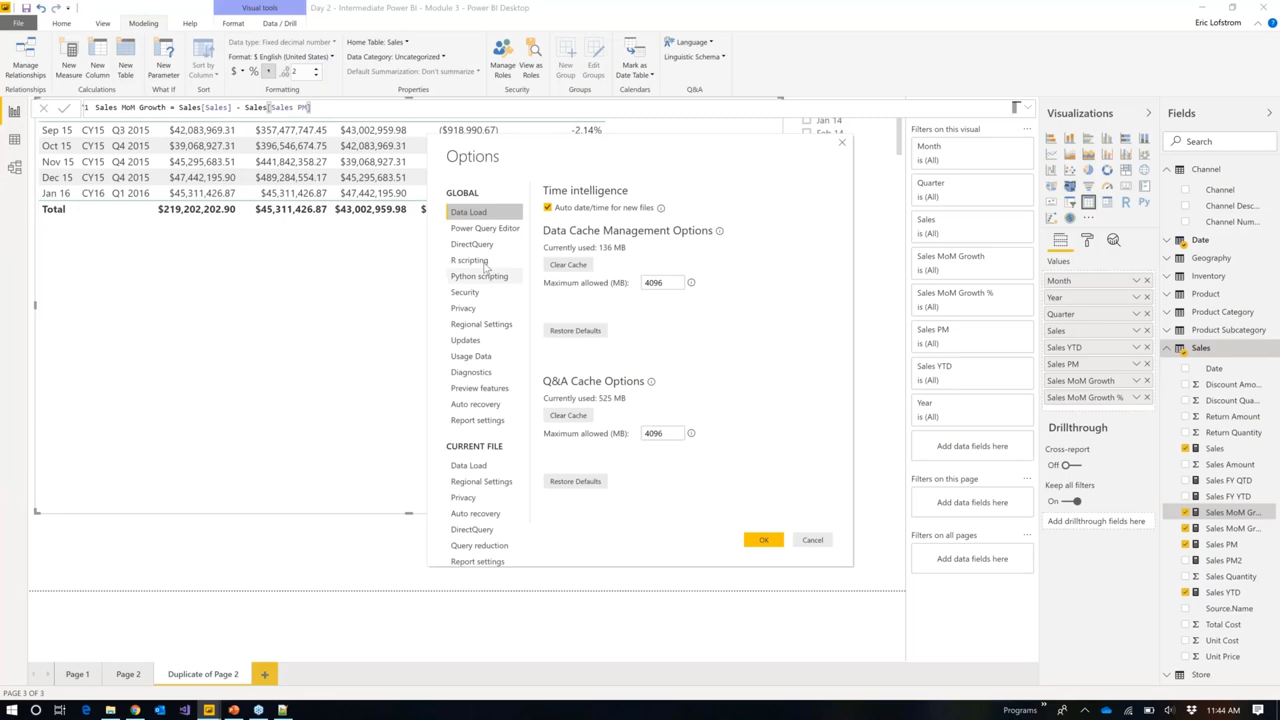 Visual tools
Day 2 - Intermediate Power BI - Module 3 - Power BI Desktop
Eric Lofstrom
File
Home
View
Modeling
Help
Format
Data / Drill
Manage Relationships
Relationships
New Measure
New Column
New Table
Calculations
New Parameter
What If
Sort by Column
Sort
Data type: Fixed decimal number
Format: $ English (United States)
$ % , .00 2
Formatting
Home Table: Sales
Data Category: Uncategorized
Default Summarization: Don't summarize
Properties
Manage Roles
View as Roles
Security
New Group
Edit Groups
Groups
Mark as Date Table
Calendars
Language
Linguistic Schema
Q&A
1 Sales MoM Growth = Sales[Sales] - Sales[Sales PM]
Sep 15 CY15 Q3 2015 $42,083,969.31 $357,477,747.45 $43,002,959.98 ($918,990.67) -2.14%
Oct 15 CY15 Q4 2015 $39,068,927.31 $396,546,674.75 $42,083,969.31
Nov 15 CY15 Q4 2015 $45,295,683.51 $441,842,358.27 $39,068,927.31
Dec 15 CY15 Q4 2015 $47,442,195.90 $489,284,554.17 $45,295,683.51
Jan 16 CY16 Q1 2016 $45,311,426.87 $45,311,426.87 $47,442,195.90
Total $219,202,202.90 $45,311,426.87 $43,002,959.98 $
Jan 14
Feb 14
Options
GLOBAL
Data Load
Power Query Editor
DirectQuery
R scripting
Python scripting
Security
Privacy
Regional Settings
Updates
Usage Data
Diagnostics
Preview features
Auto recovery
Report settings
CURRENT FILE
Data Load
Regional Settings
Privacy
Auto recovery
DirectQuery
Query reduction
Report settings
Time intelligence
Auto date/time for new files
Data Cache Management Options
Currently used: 136 MB
Clear Cache
Maximum allowed (MB): 4096
Restore Defaults
Q&A Cache Options
Currently used: 525 MB
Clear Cache
Maximum allowed (MB): 4096
Restore Defaults
OK
Cancel
Filters on this visual
Month
is (All)
Quarter
is (All)
Sales
is (All)
Sales MoM Growth
is (All)
Sales MoM Growth %
is (All)
Sales PM
is (All)
Sales YTD
is (All)
Year
is (All)
Add data fields here
Filters on this page
Add data fields here
Filters on all pages
Add data fields here
Visualizations
Values
Month
Year
Quarter
Sales
Sales YTD
Sales PM
Sales MoM Growth
Sales MoM Growth %
Drillthrough
Cross-report
Off
Keep all filters
On
Add drillthrough fields here
Fields
Search
Channel
Channel
Channel Desc...
Channel Num...
Date
Geography
Inventory
Product
Product Category
Product Subcategory
Sales
Date
Discount Amo...
Discount Qua...
Return Amount
Return Quantity
Sales
Sales Amount
Sales FY QTD
Sales FY YTD
Sales MoM Gr...
Sales MoM Gr...
Sales PM
Sales PM2
Sales Quantity
Sales YTD
Source.Name
Total Cost
Unit Cost
Unit Price
Store
Page 1
Page 2
Duplicate of Page 2
PAGE 3 OF 3
Programs
11:44 AM